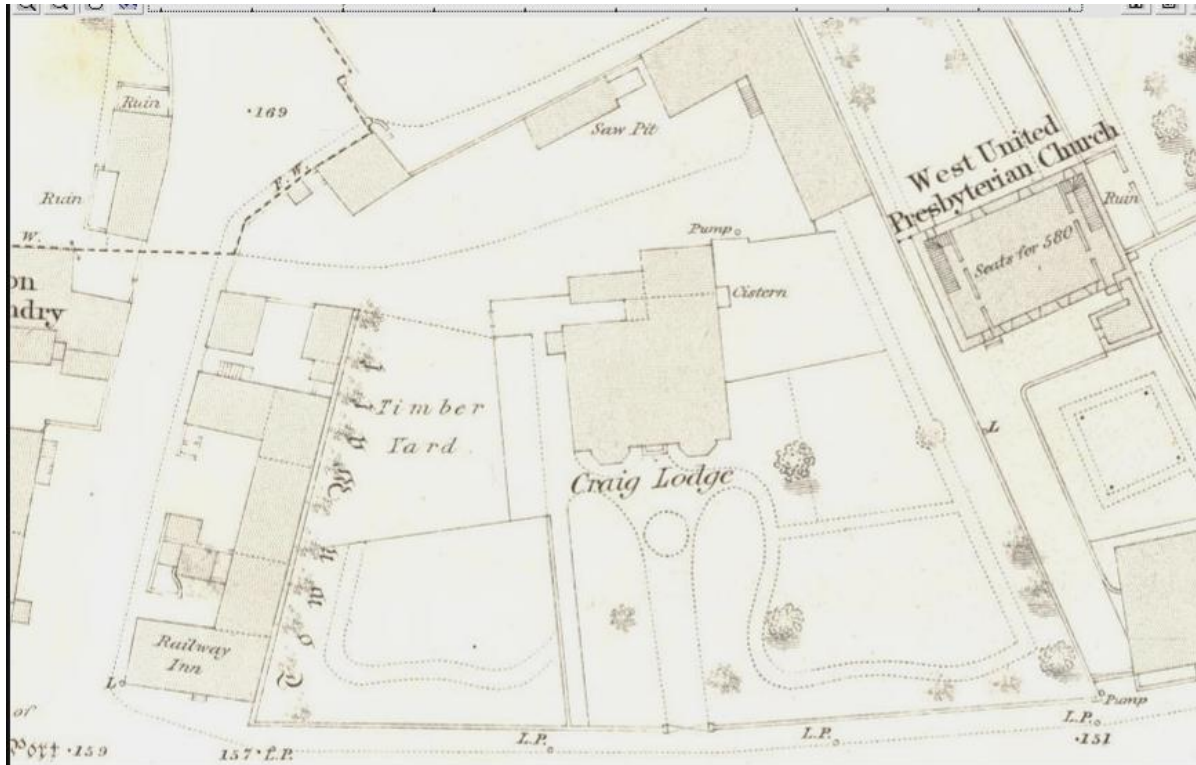 Ruin
·169
Saw Pit
West United
Presbyterian Church
Ruin
Seats for 580
F. W.
Ruin
W.
on
ndry
Pump
Cistern
Timber
Yard
L
Craig Lodge
Railway
Inn
L
of
Port ·159
157· L.P.
L.P.
L.P.
L.P.
Pump
·151